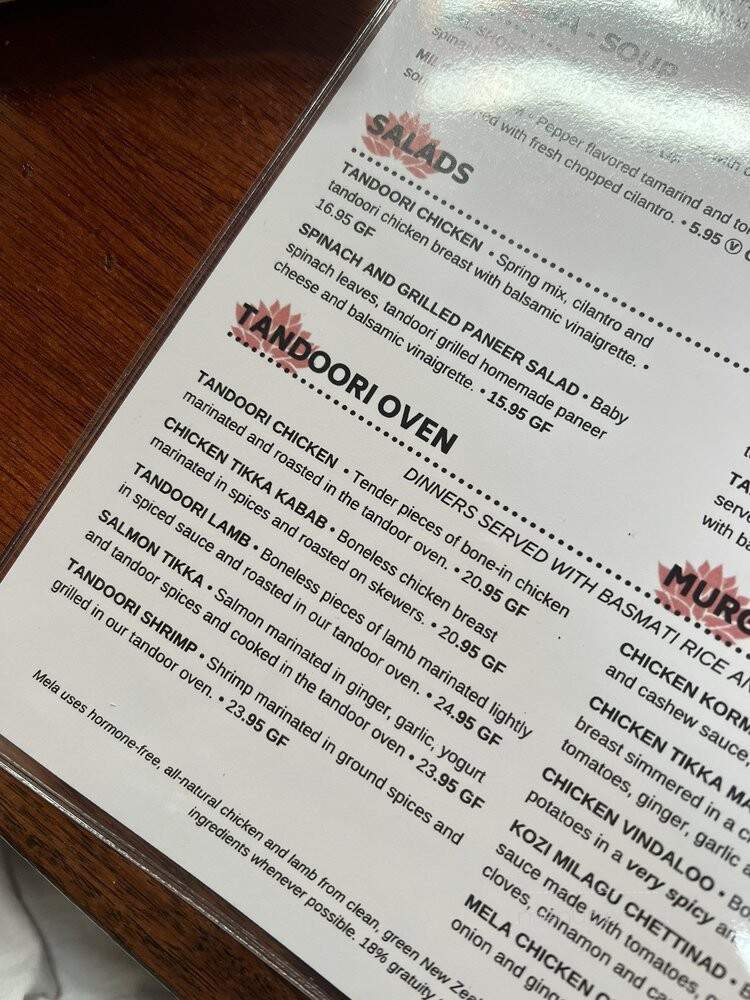 SOUP
Pepper flavored tamarind and
with fresh chopped cilantro. • 5.95 Ⓥ
SALADS
TANDOORI CHICKEN • Spring mix, cilantro and
tandoori chicken breast with balsamic vinaigrette. •
16.95 GF
SPINACH AND GRILLED PANEER SALAD • Baby
spinach leaves, tandoori grilled homemade paneer
cheese and balsamic vinaigrette. • 15.95 GF
TANDOORI OVEN
DINNERS SERVED WITH BASMATI RICE
TANDOORI CHICKEN • Tender pieces of bone-in chicken
marinated and roasted in the tandoor oven. • 20.95 GF
CHICKEN TIKKA KABAB • Boneless chicken breast
marinated in spices and roasted on skewers. • 20.95 GF
TANDOORI LAMB • Boneless pieces of lamb marinated lightly
in spiced sauce and roasted in our tandoor oven. • 24.95 GF
SALMON TIKKA • Salmon marinated in ginger, garlic, yogurt
and tandoor spices and cooked in the tandoor oven • 23.95 GF
TANDOORI SHRIMP • Shrimp marinated in ground spices and
grilled in our tandoor oven. • 23.95 GF
Mela uses hormone-free, all-natural chicken and lamb from clean, green New
ingredients whenever possible. 18% gratuity
with
CHICKEN
and cashew sauce,
CHICKEN TIKKA
breast simmered in a
tomatoes, ginger, garlic
CHICKEN VINDALOO •
potatoes in a very spicy
KOZI MILAGU CHETTINAD •
sauce made with tomatoes,
cloves, cinnamon and
MELA CHICKEN
onion and